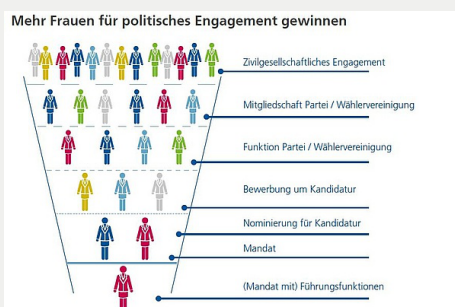 Mehr Frauen für politisches Engagement gewinnen
Zivilgesellschaftliches Engagement
Mitgliedschaft Partei / Wählervereinigung
Funktion Partei / Wählervereinigung
Bewerbung um Kandidatur
Nominierung für Kandidatur
Mandat
(Mandat mit) Führungsfunktionen